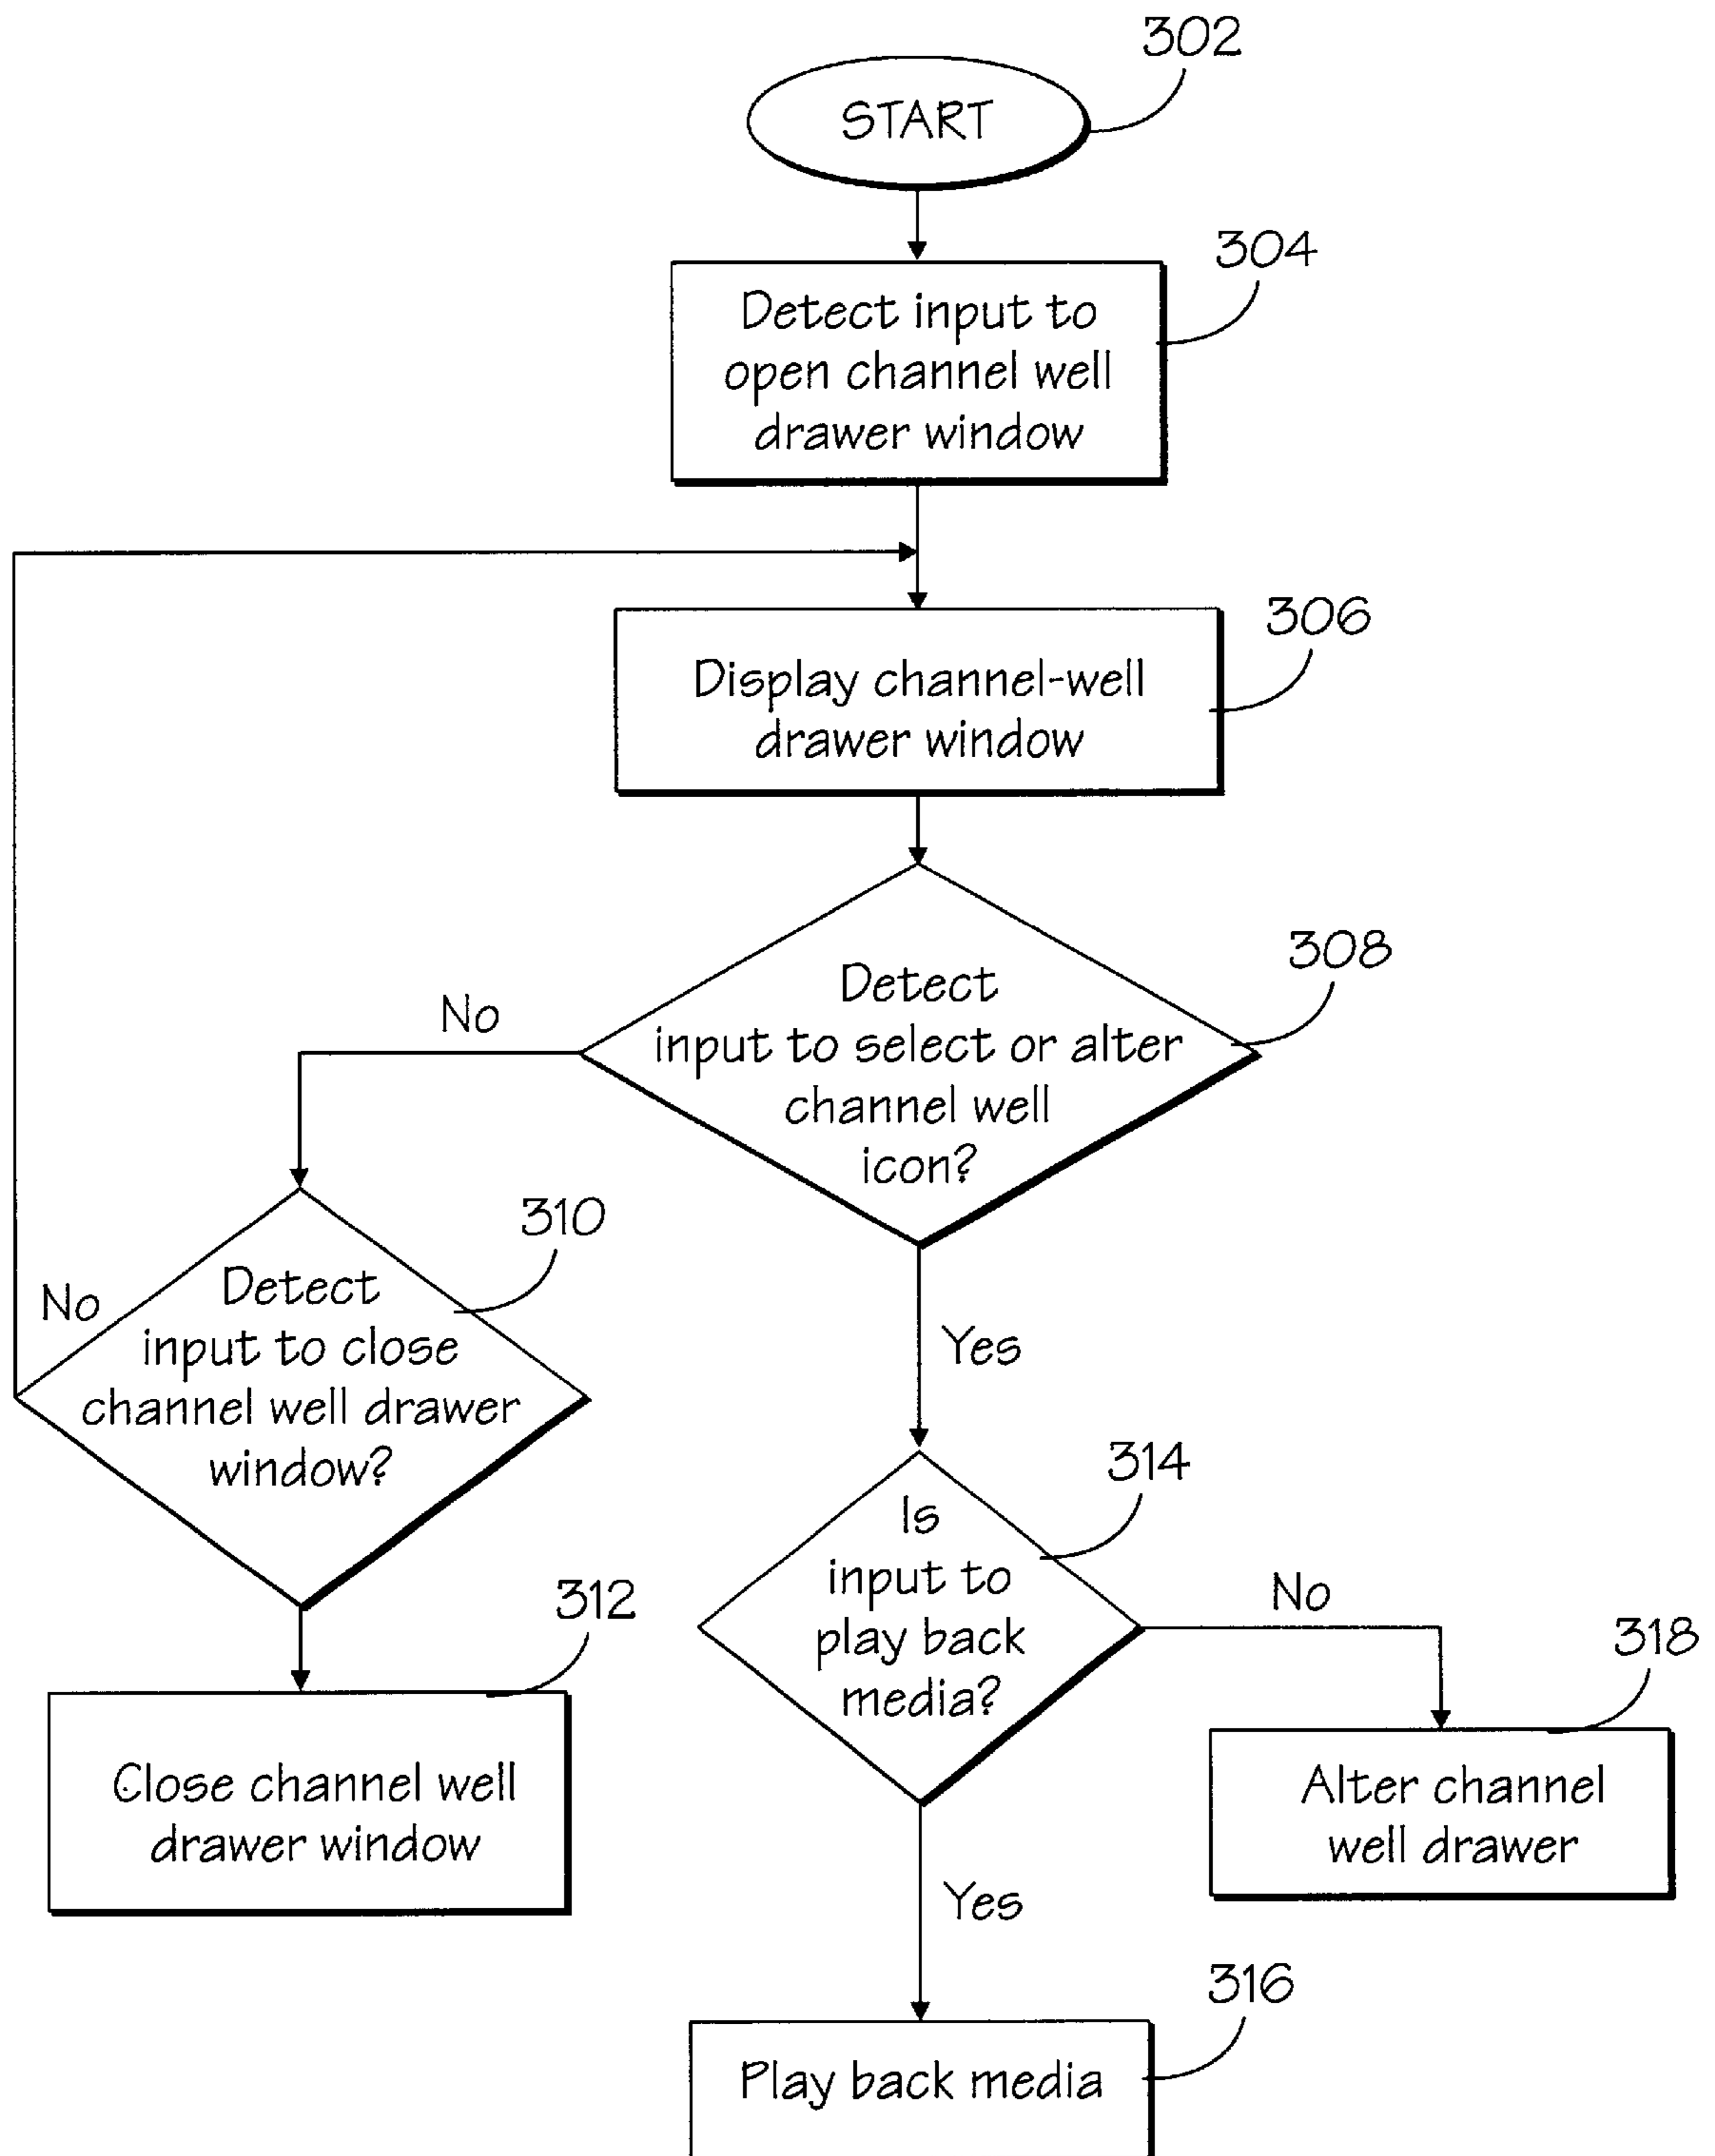 302
START
304
Detect input to
open channel well
drawer window
306
Display channel-well
drawer window
308
Detect
input to select or alter
channel well
icon?
No
310
No
Detect
input to close
channel well drawer
window?
Yes
314
Is
input to
play back
media?
No
312
318
Close channel well
drawer window
Alter channel
well drawer
Yes
316
Play back media